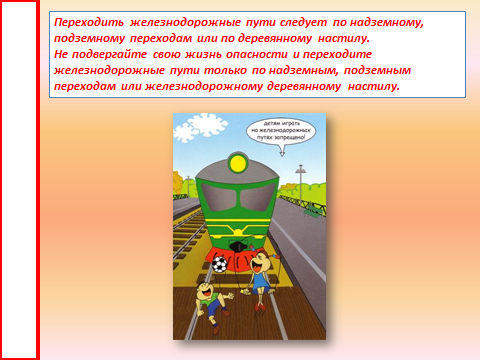 Переходить железнодорожные пути следует по надземному,
подземному переходам или по деревянному настилу.
Не подвергайте свою жизнь опасности и переходите
железнодорожные пути только по надземным, подземным
переходам или железнодорожному деревянному настилу.
детям играть
на железнодорожных
путях запрещено!